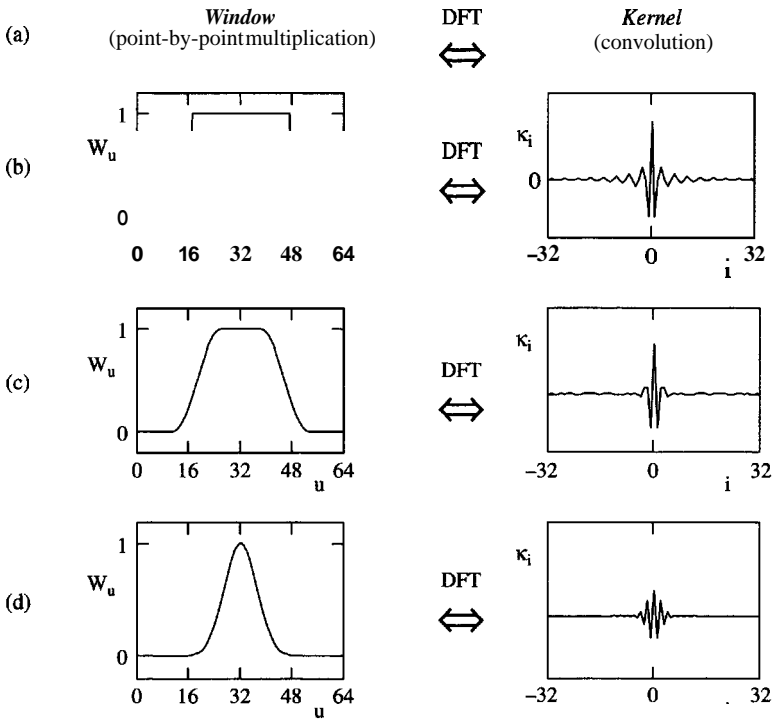 (a) Window DFT Kernel
(point-by-pointmultiplication) (convolution)
(b) 1 Wu 0 DFT κi 0
0 16 32 48 64 -32 0 32
i
(c) 1 Wu 0 DFT κi
0 16 32 48 64 -32 0 32
u i
(d) 1 Wu 0 DFT κi
0 16 32 48 64 -32 0 32
u